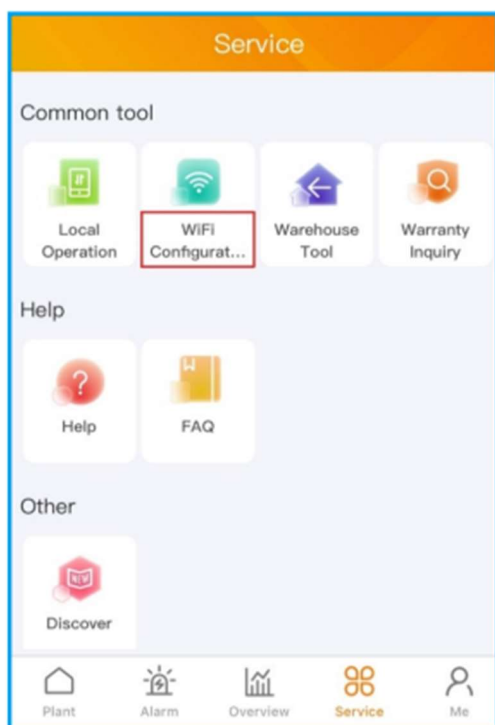 Service
Common tool
Local Operation
WiFi Configurat...
Warehouse Tool
Warranty Inquiry
Help
?
Help
FAQ
Other
NEW
Discover
Plant
Alarm
Overview
Service
Me